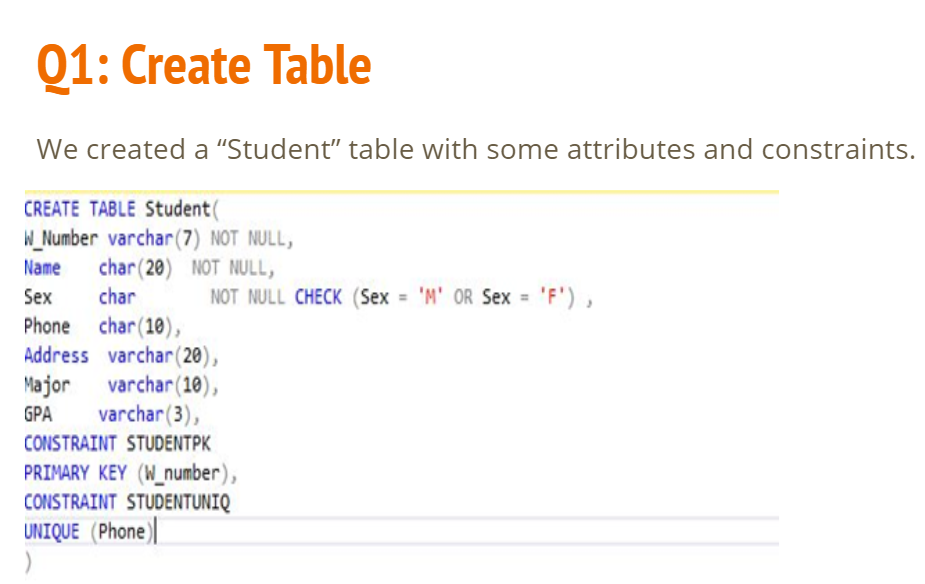 Q1: Create Table
We created a “Student” table with some attributes and constraints.
CREATE TABLE Student(
W_Number varchar(7) NOT NULL,
Name char(20) NOT NULL,
Sex char NOT NULL CHECK (Sex = 'M' OR Sex = 'F') ,
Phone char(10),
Address varchar(20),
Major varchar(10),
GPA varchar(3),
CONSTRAINT STUDENTPK
PRIMARY KEY (W_number),
CONSTRAINT STUDENTUNIQ
UNIQUE (Phone)
)